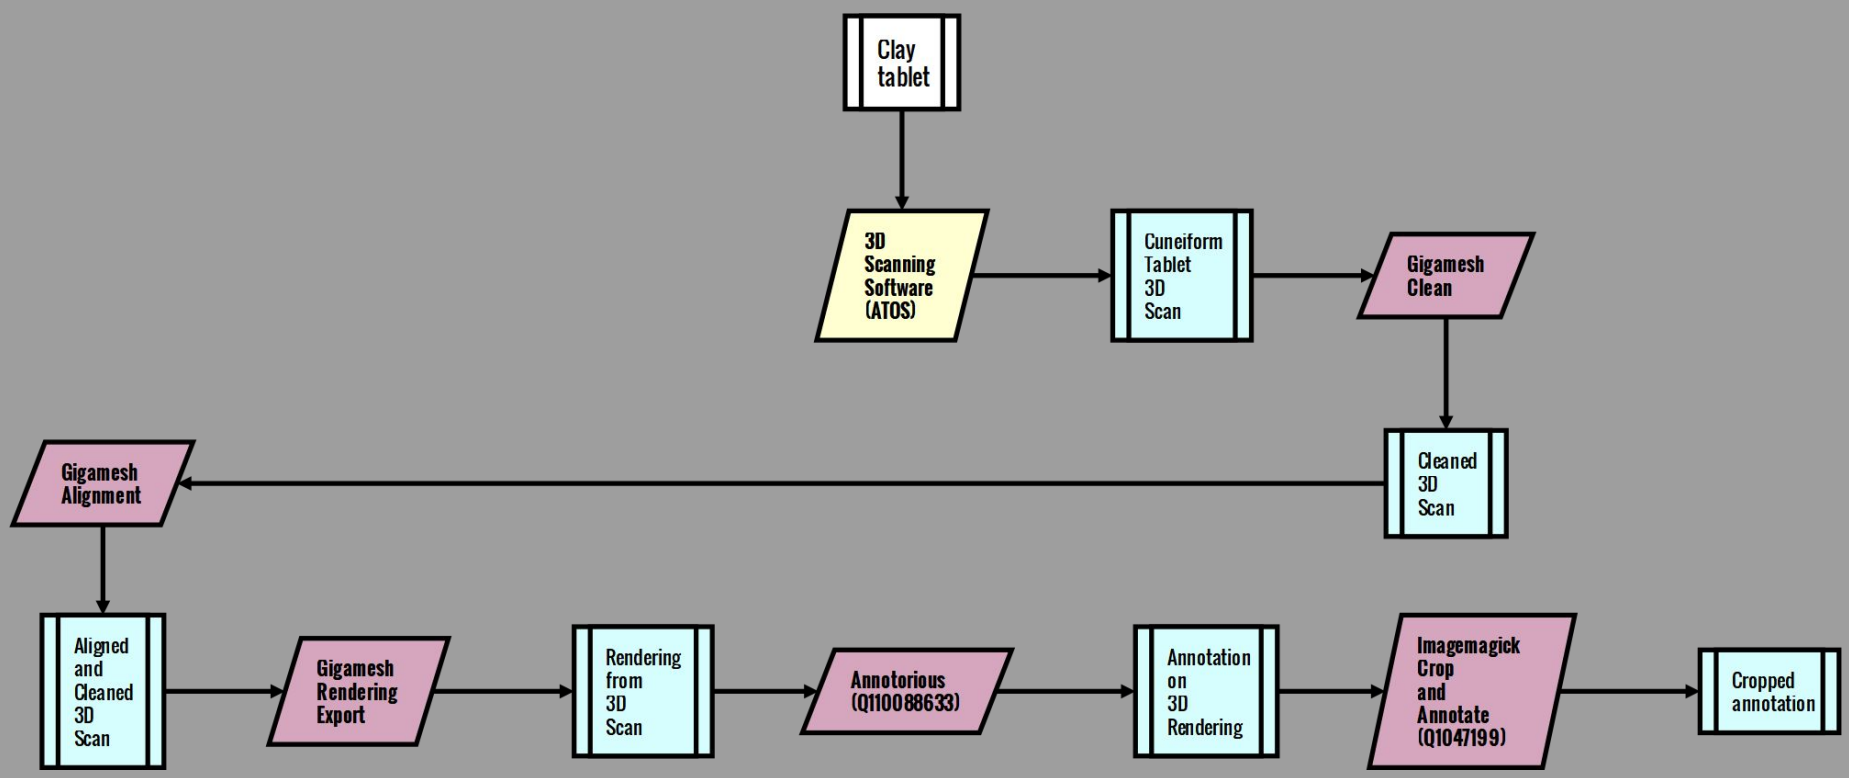 Clay
tablet
3D
Scanning
Software
(ATOS)
Cuneiform
Tablet
3D
Scan
Gigamesh
Clean
Cleaned
3D
Scan
Gigamesh
Alignment
Aligned
and
Cleaned
3D
Scan
Gigamesh
Rendering
Export
Rendering
from
3D
Scan
Annotorious
(Q110088633)
Annotation
on
3D
Rendering
Imagemagick
Crop
and
Annotate
(Q1047199)
Cropped
annotation